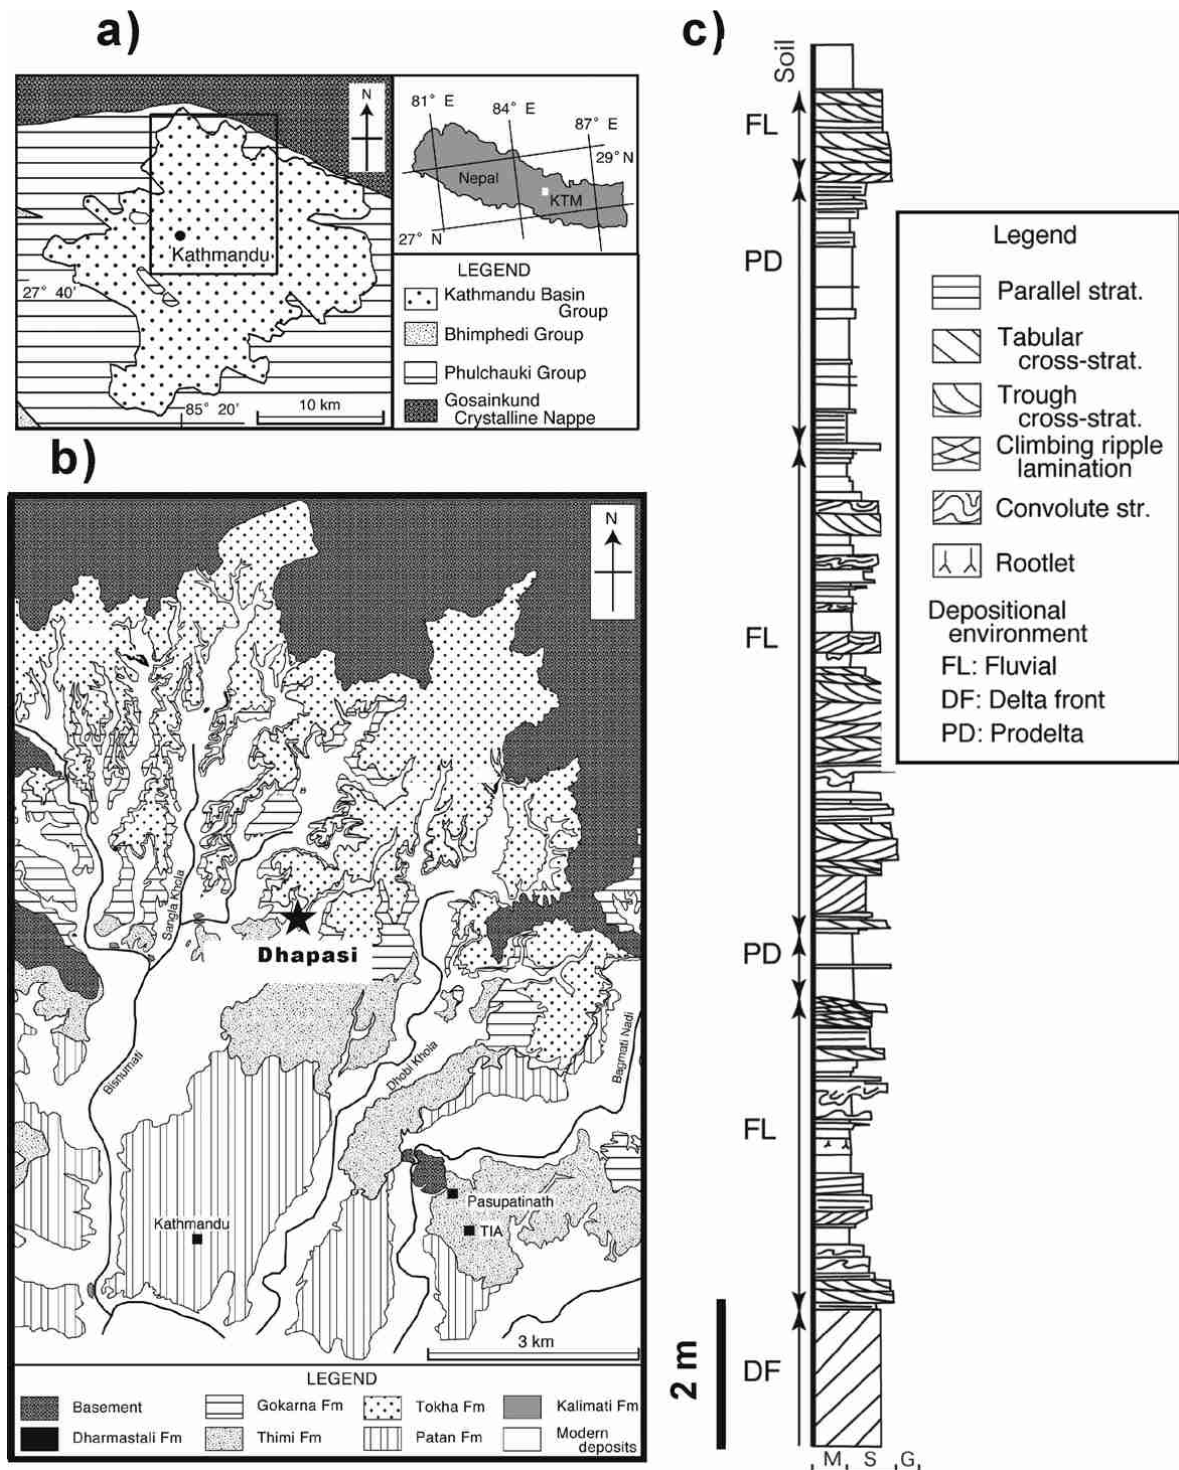 a)
N
Kathmandu
27° 40'
85° 20'
10 km
81° E
84° E
87° E
29° N
Nepal
KTM
27° N
LEGEND
Kathmandu Basin
Group
Bhimphedi Group
Phulchauki Group
Gosainkund
Crystalline Nappe
b)
N
Sangla Khola
Dhapasi
Bisnumati
Dhobi Khola
Bagmati Nadi
Pasupatinath
Kathmandu
TIA
3 km
LEGEND
Basement
Gokarna Fm
Tokha Fm
Kalimati Fm
Dharmastali Fm
Thimi Fm
Patan Fm
Modern
deposits
c)
Soil
FL
PD
FL
PD
FL
DF
2 m
M S G
Legend
Parallel strat.
Tabular
cross-strat.
Trough
cross-strat.
Climbing ripple
lamination
Convolute str.
Rootlet
Depositional
environment
FL: Fluvial
DF: Delta front
PD: Prodelta